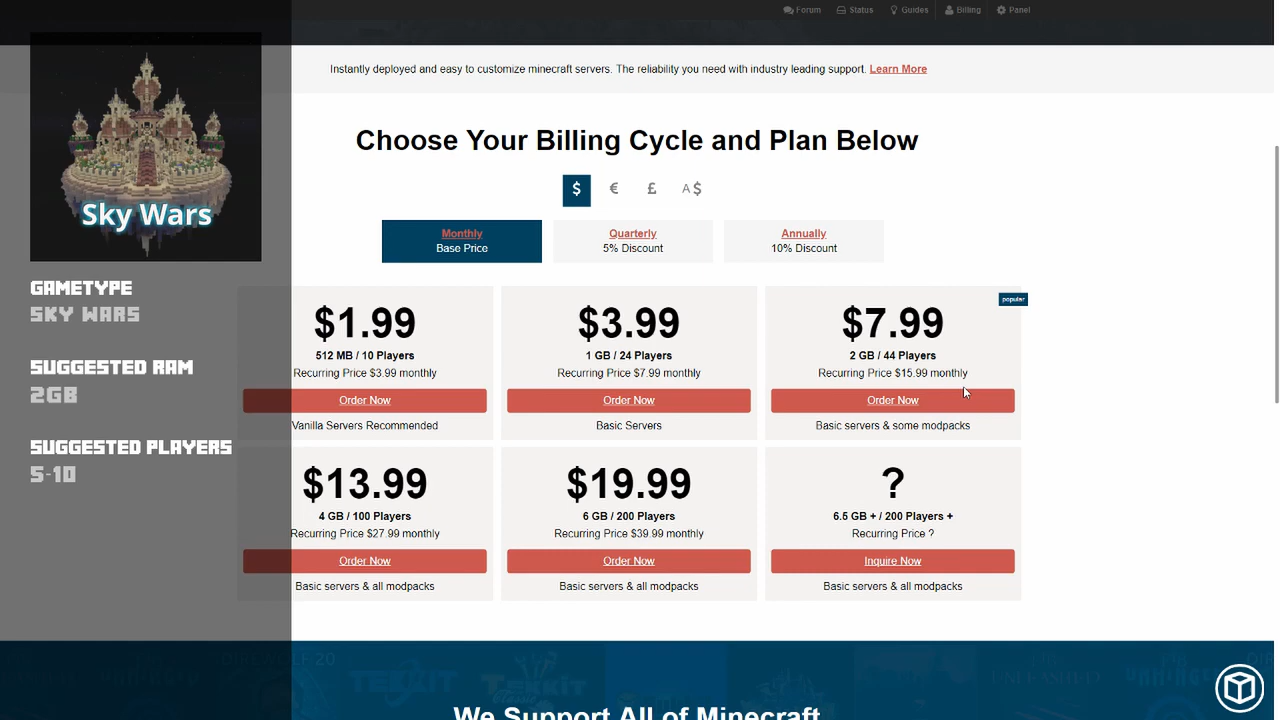 Forum Status Guides Billing Panel
Instantly deployed and easy to customize minecraft servers. The reliability you need with industry leading support. Learn More
Choose Your Billing Cycle and Plan Below
$ € £ A$
Monthly
Base Price
Quarterly
5% Discount
Annually
10% Discount
Sky Wars
GAMETYPE
SKY WARS
SUGGESTED RAM
2GB
SUGGESTED PLAYERS
5-10
$1.99
512 MB / 10 Players
Recurring Price $3.99 monthly
Order Now
Vanilla Servers Recommended
$3.99
1 GB / 24 Players
Recurring Price $7.99 monthly
Order Now
Basic Servers
popular
$7.99
2 GB / 44 Players
Recurring Price $15.99 monthly
Order Now
Basic servers & some modpacks
$13.99
4 GB / 100 Players
Recurring Price $27.99 monthly
Order Now
Basic servers & all modpacks
$19.99
6 GB / 200 Players
Recurring Price $39.99 monthly
Order Now
Basic servers & all modpacks
?
6.5 GB + / 200 Players +
Recurring Price ?
Inquire Now
Basic servers & all modpacks
TEKKIT
TEKKIT
We Support All of Minecraft